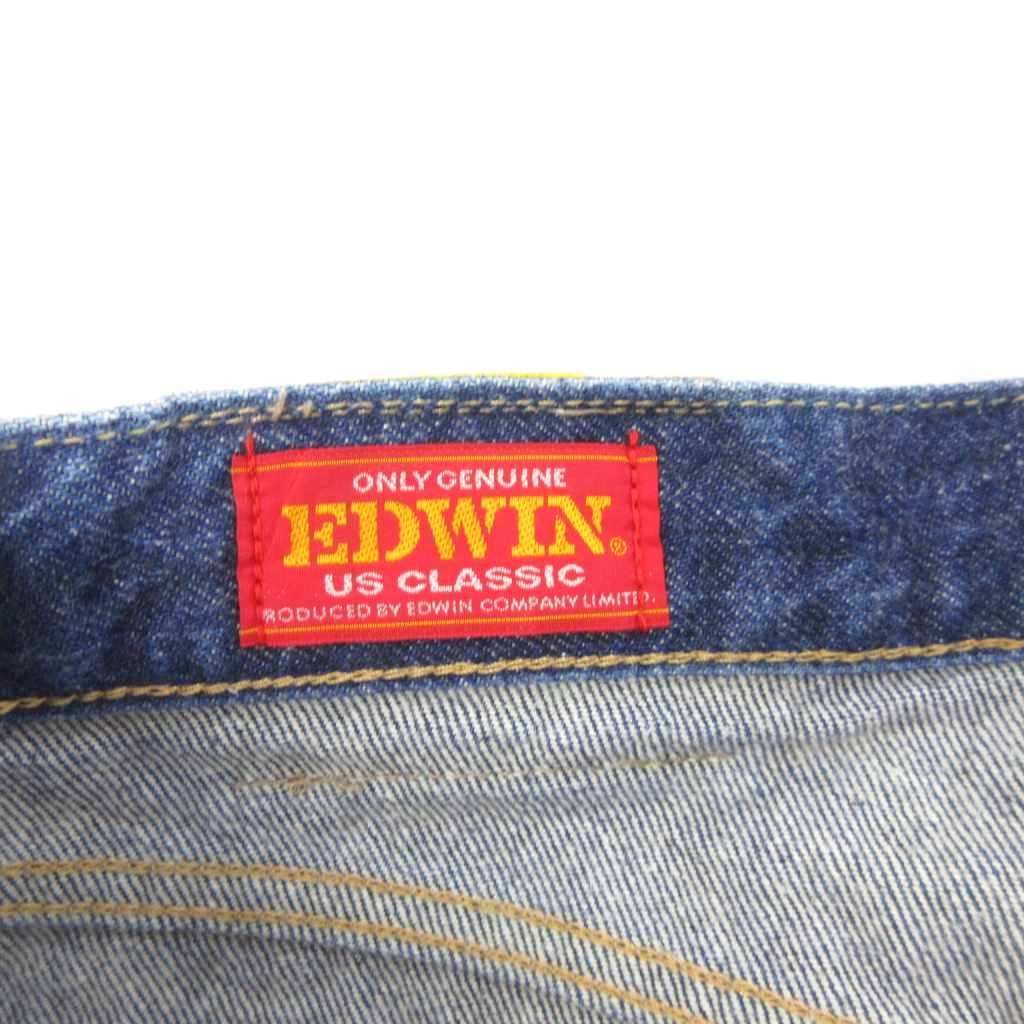 ONLY GENUINE
EDWIN®
US CLASSIC
RODUCED BY EDWIN COMPANY LIMITED.